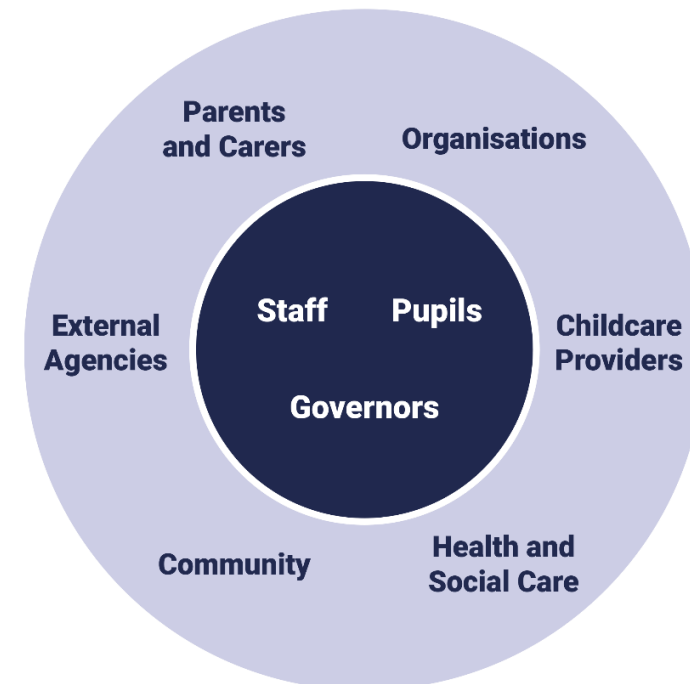 Parents
and Carers
Organisations
Staff
Pupils
External
Agencies
Childcare
Providers
Governors
Community
Health and
Social Care